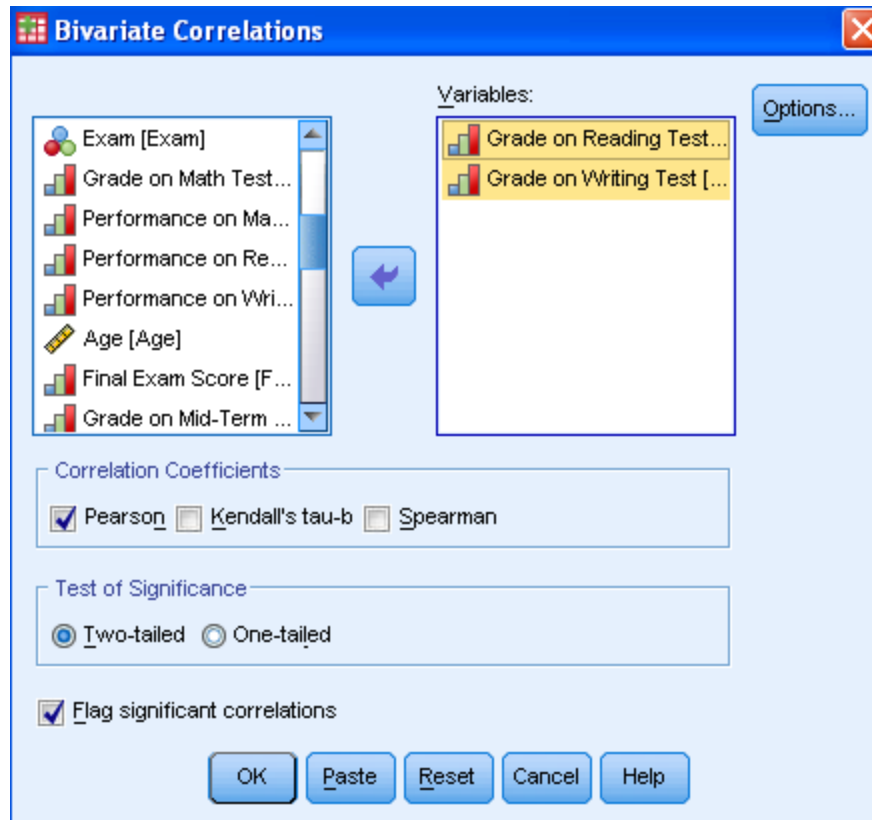 Bivariate Correlations
Variables:
Exam [Exam]
Grade on Math Test...
Performance on Ma...
Performance on Re...
Performance on Wri...
Age [Age]
Final Exam Score [F...
Grade on Mid-Term ...
Grade on Reading Test...
Grade on Writing Test [...
Options...
Correlation Coefficients
Pearson Kendall's tau-b Spearman
Test of Significance
Two-tailed One-tailed
Flag significant correlations
OK Paste Reset Cancel Help